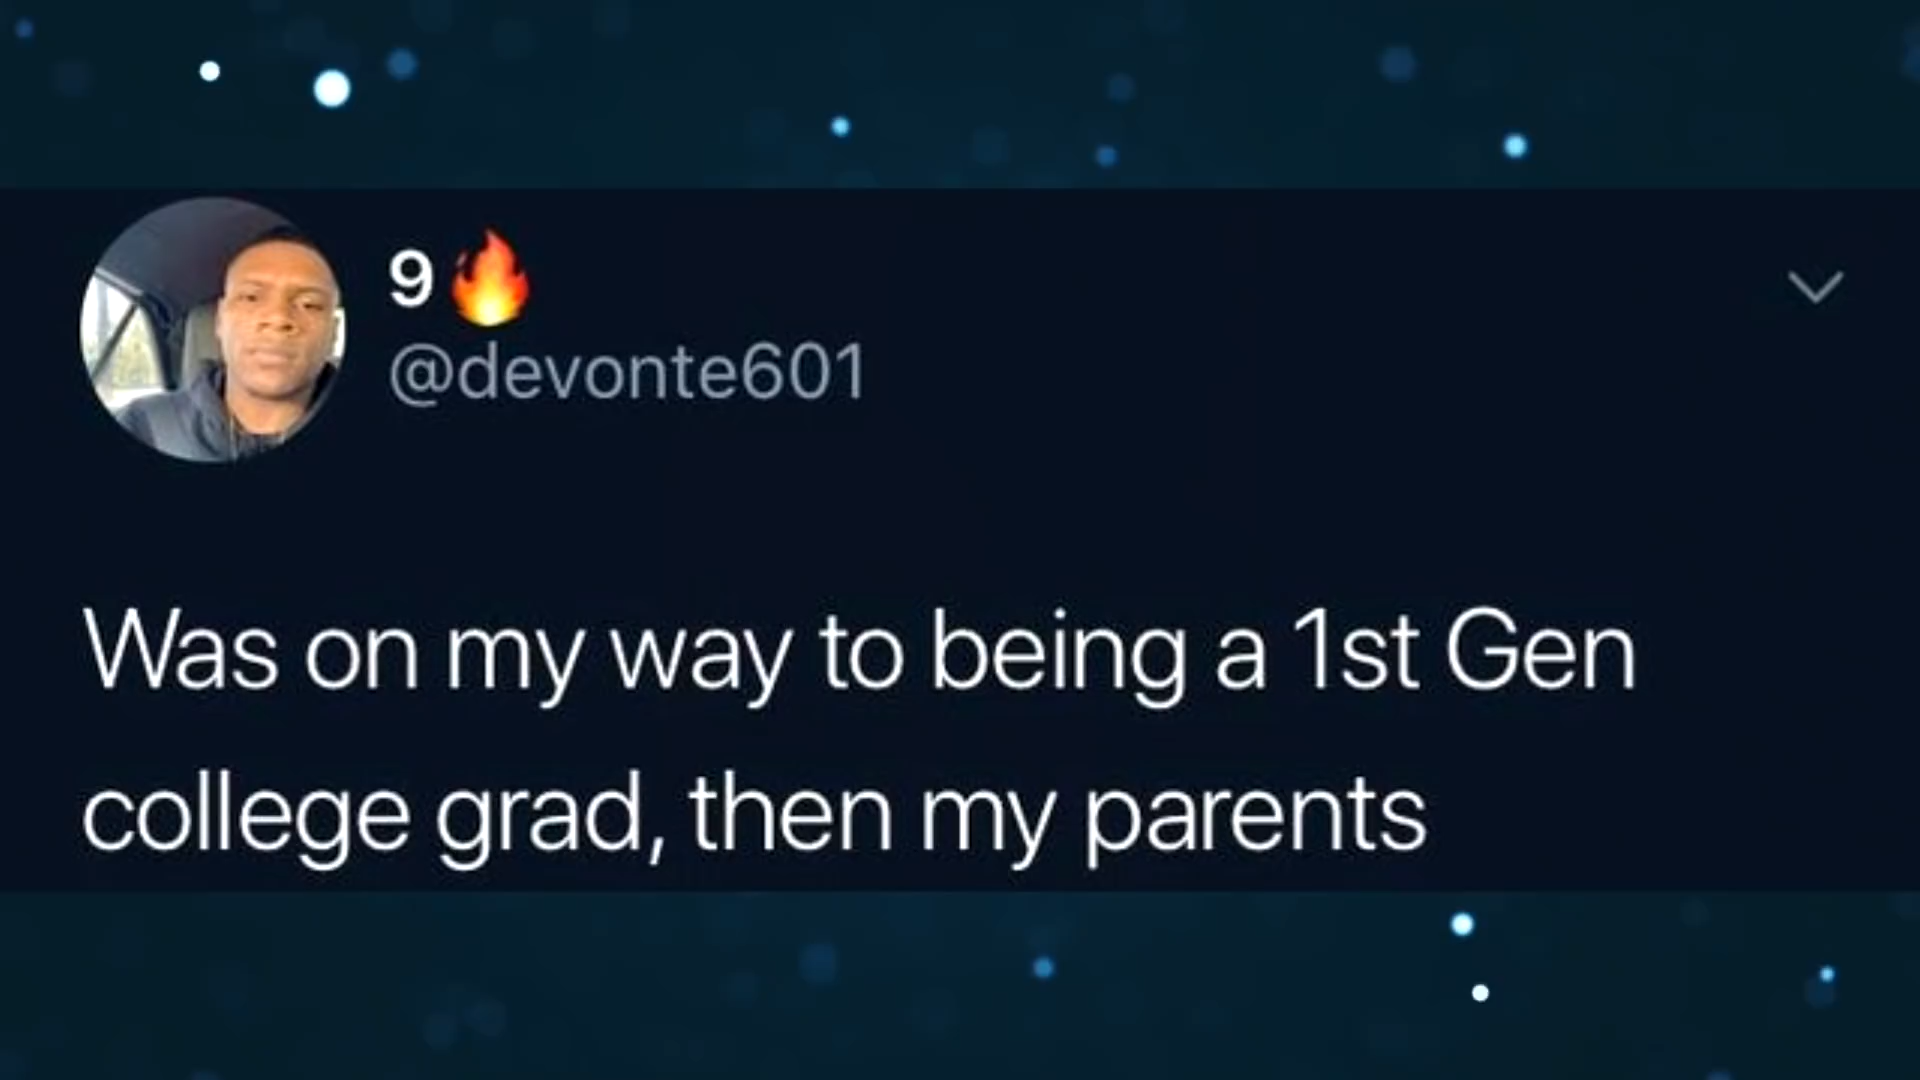 9🔥
@devonte601
Was on my way to being a 1st Gen
college grad, then my parents